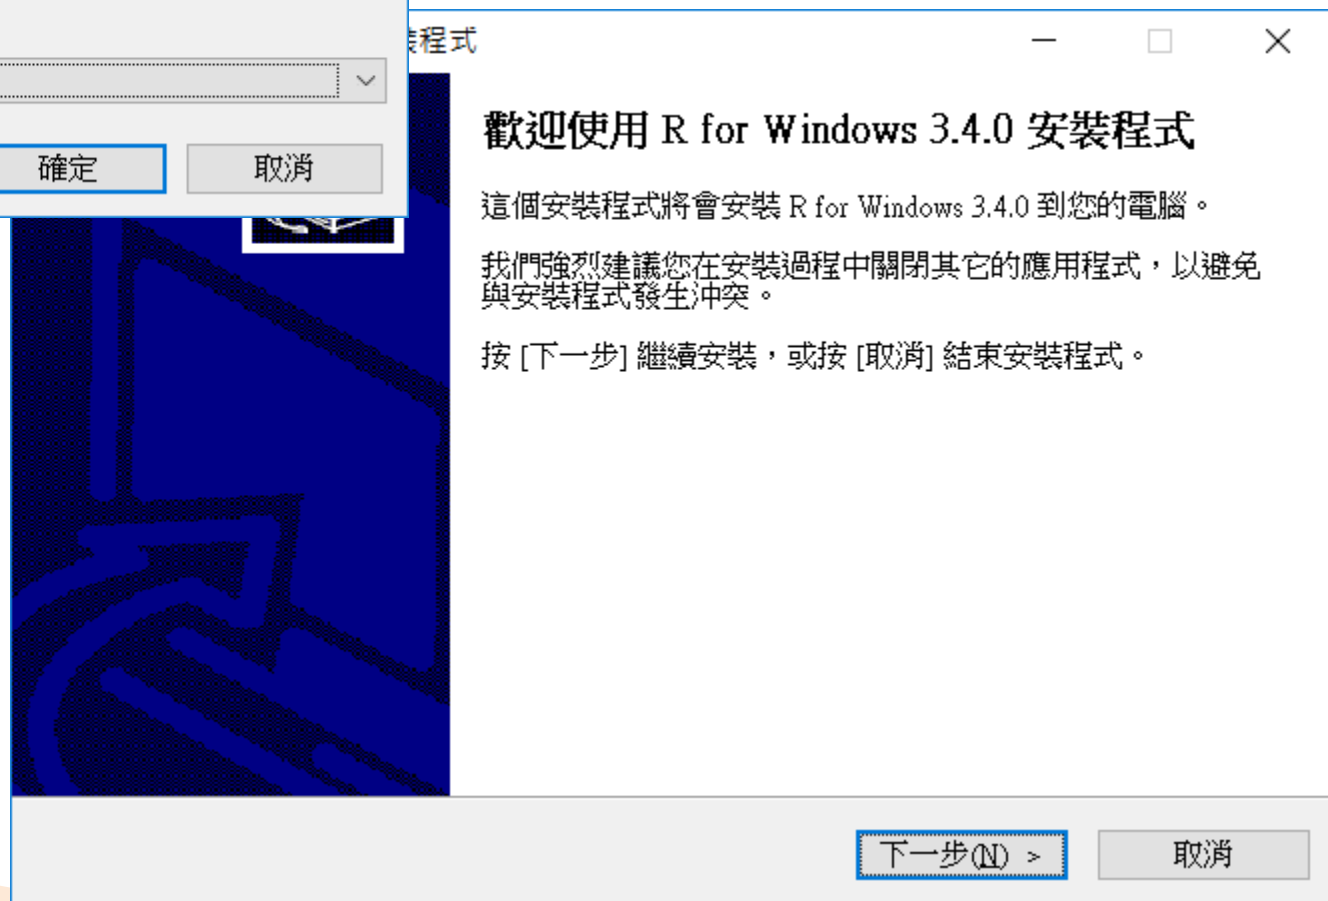 程式
確定
取消
歡迎使用 R for Windows 3.4.0 安裝程式
這個安裝程式將會安裝 R for Windows 3.4.0 到您的電腦。
我們強烈建議您在安裝過程中關閉其它的應用程式，以避免
與安裝程式發生沖突。
按 [下一步] 繼續安裝，或按 [取消] 結束安裝程式。
下一步(N) >
取消